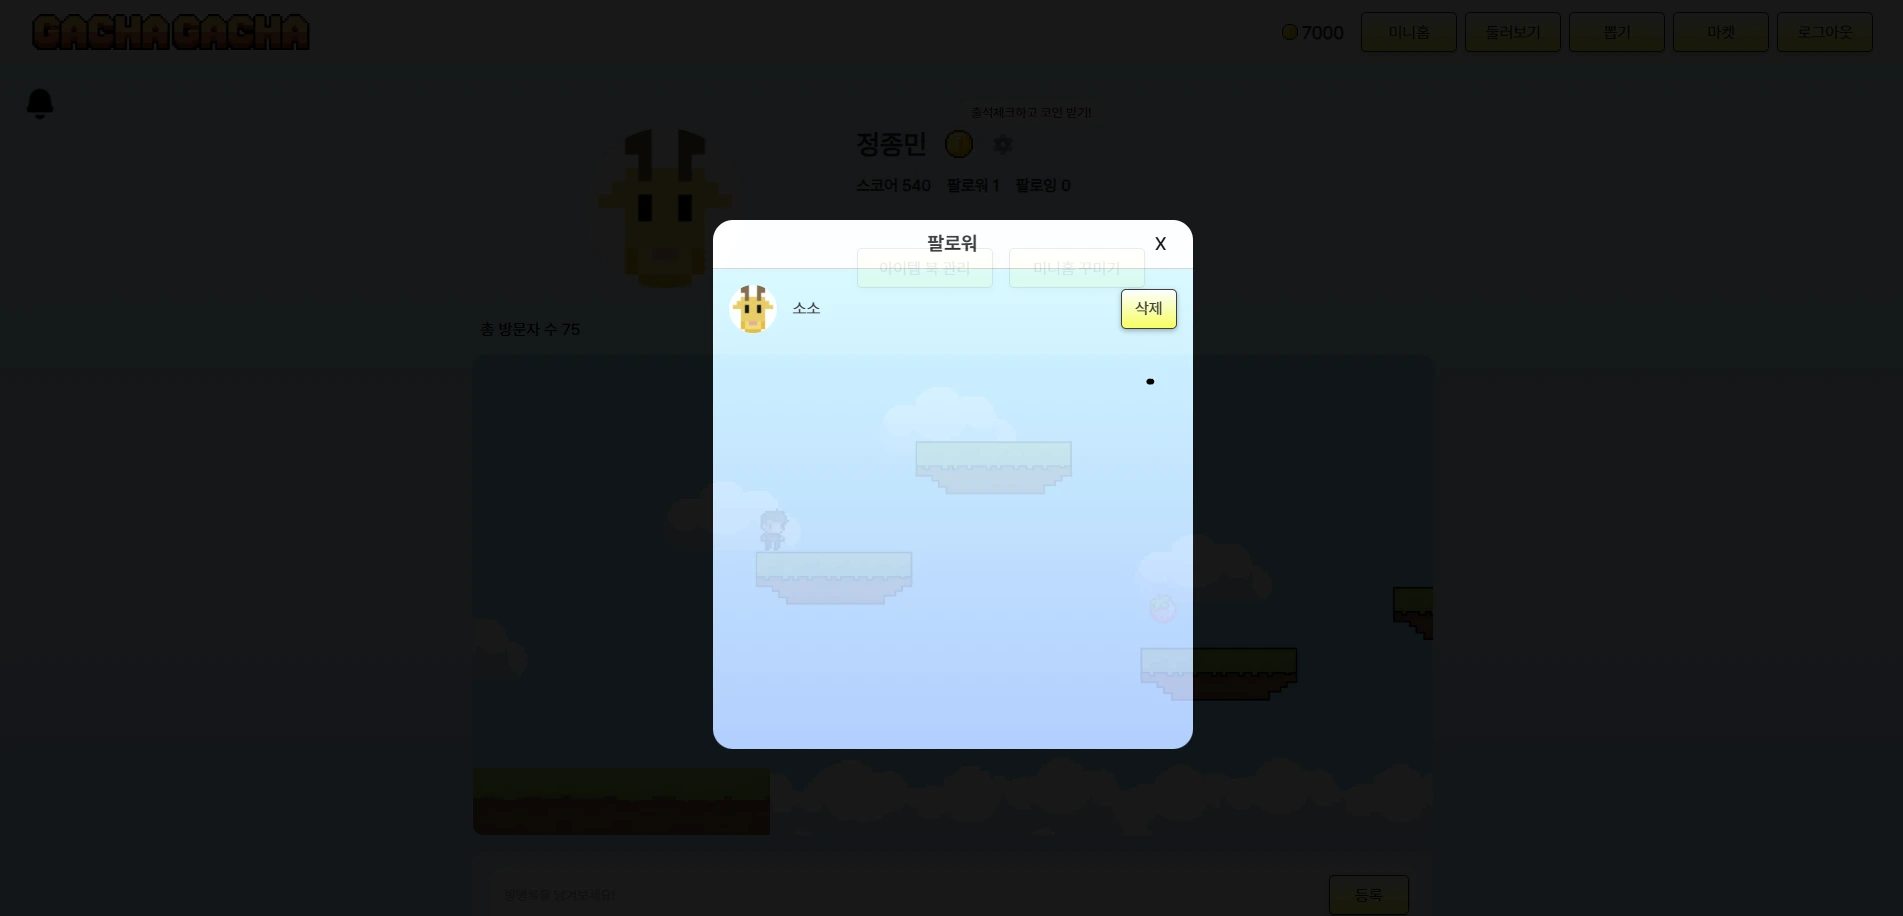 GACHA GACHA
7000 미니홈 둘러보기 뽑기 마켓 로그아웃
출석체크하고 코인 받기!
정종민
스코어 540 팔로워 1 팔로잉 0
팔로워 X
아이템 북 관리 미니홈 꾸미기
소소 삭제
총 방문자 수 75
방명록을 남겨보세요!
등록